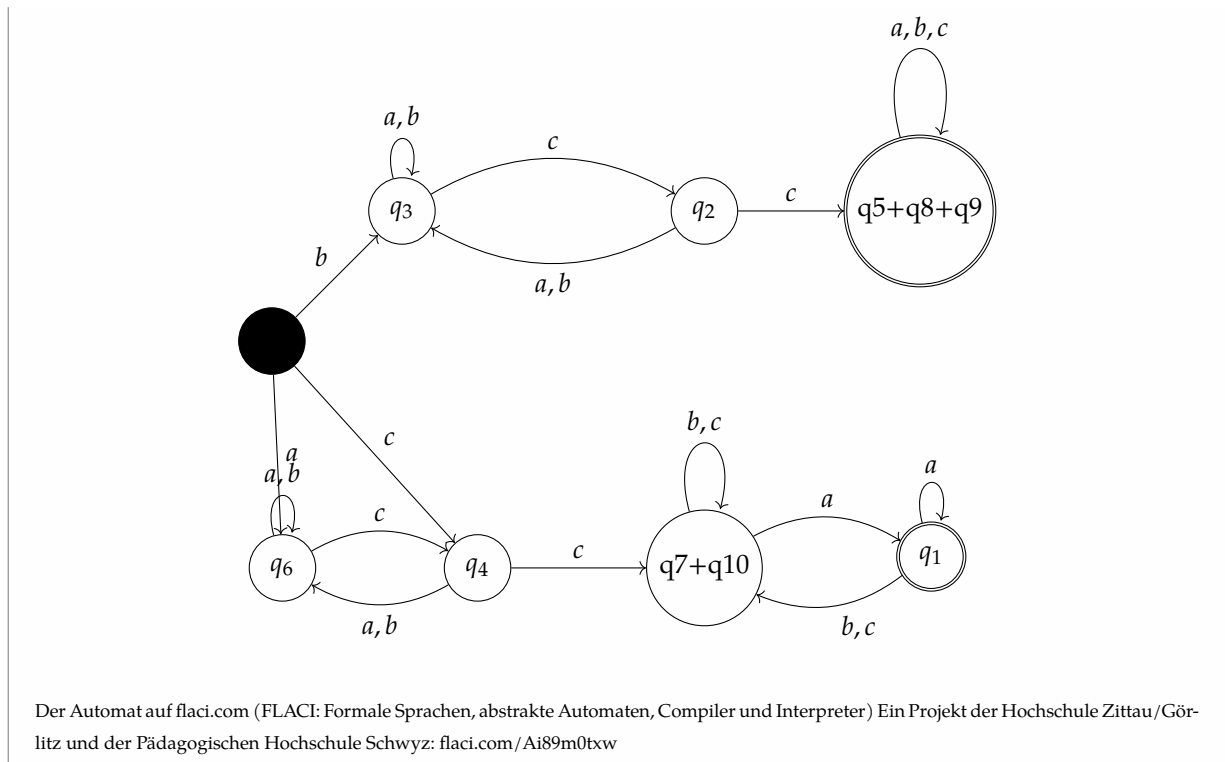 a, b, c
a, b
c
q3
q2
c
q5+q8+q9
b
a, b
b, c
c
a
a
a, b
c
a
q6
q4
c
q7+q10
q1
a, b
b, c
Der Automat auf flaci.com (FLACI: Formale Sprachen, abstrakte Automaten, Compiler und Interpreter) Ein Projekt der Hochschule Zittau/Gör-
litz und der Pädagogischen Hochschule Schwyz: flaci.com/Ai89m0txw